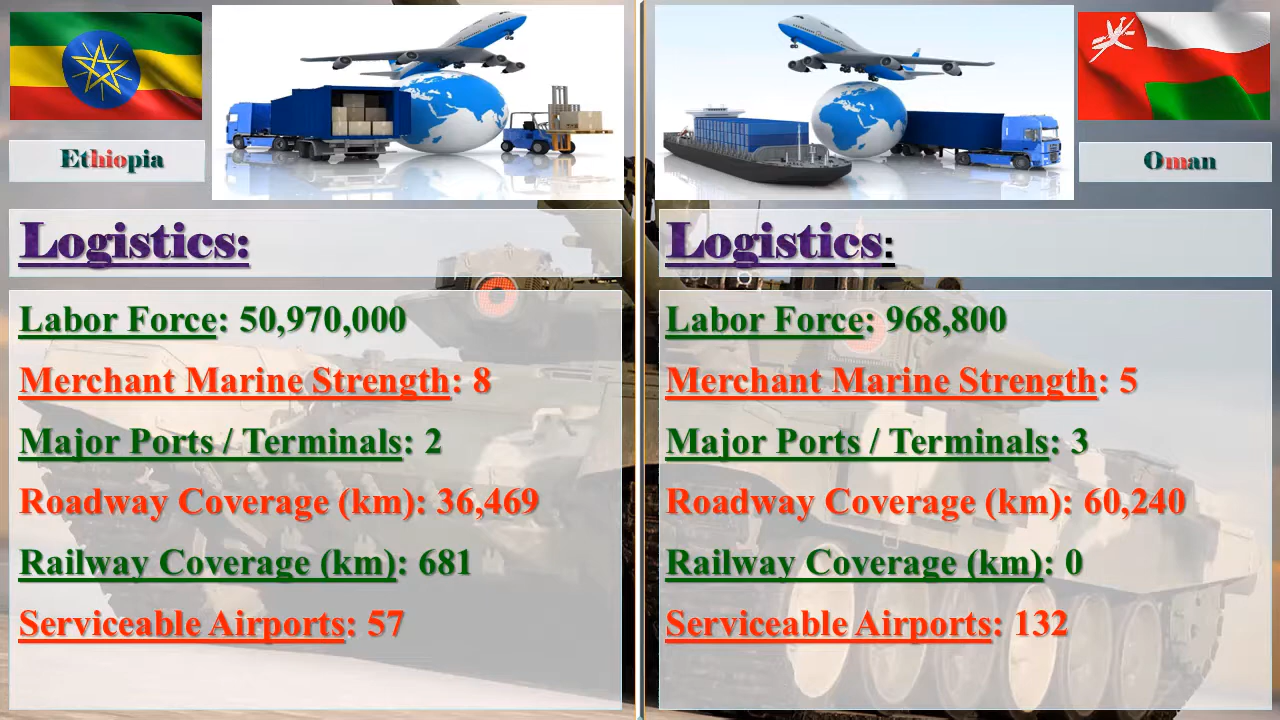 Ethiopia
Logistics:
Labor Force: 50,970,000
Merchant Marine Strength: 8
Major Ports / Terminals: 2
Roadway Coverage (km): 36,469
Railway Coverage (km): 681
Serviceable Airports: 57
Oman
Logistics:
Labor Force: 968,800
Merchant Marine Strength: 5
Major Ports / Terminals: 3
Roadway Coverage (km): 60,240
Railway Coverage (km): 0
Serviceable Airports: 132